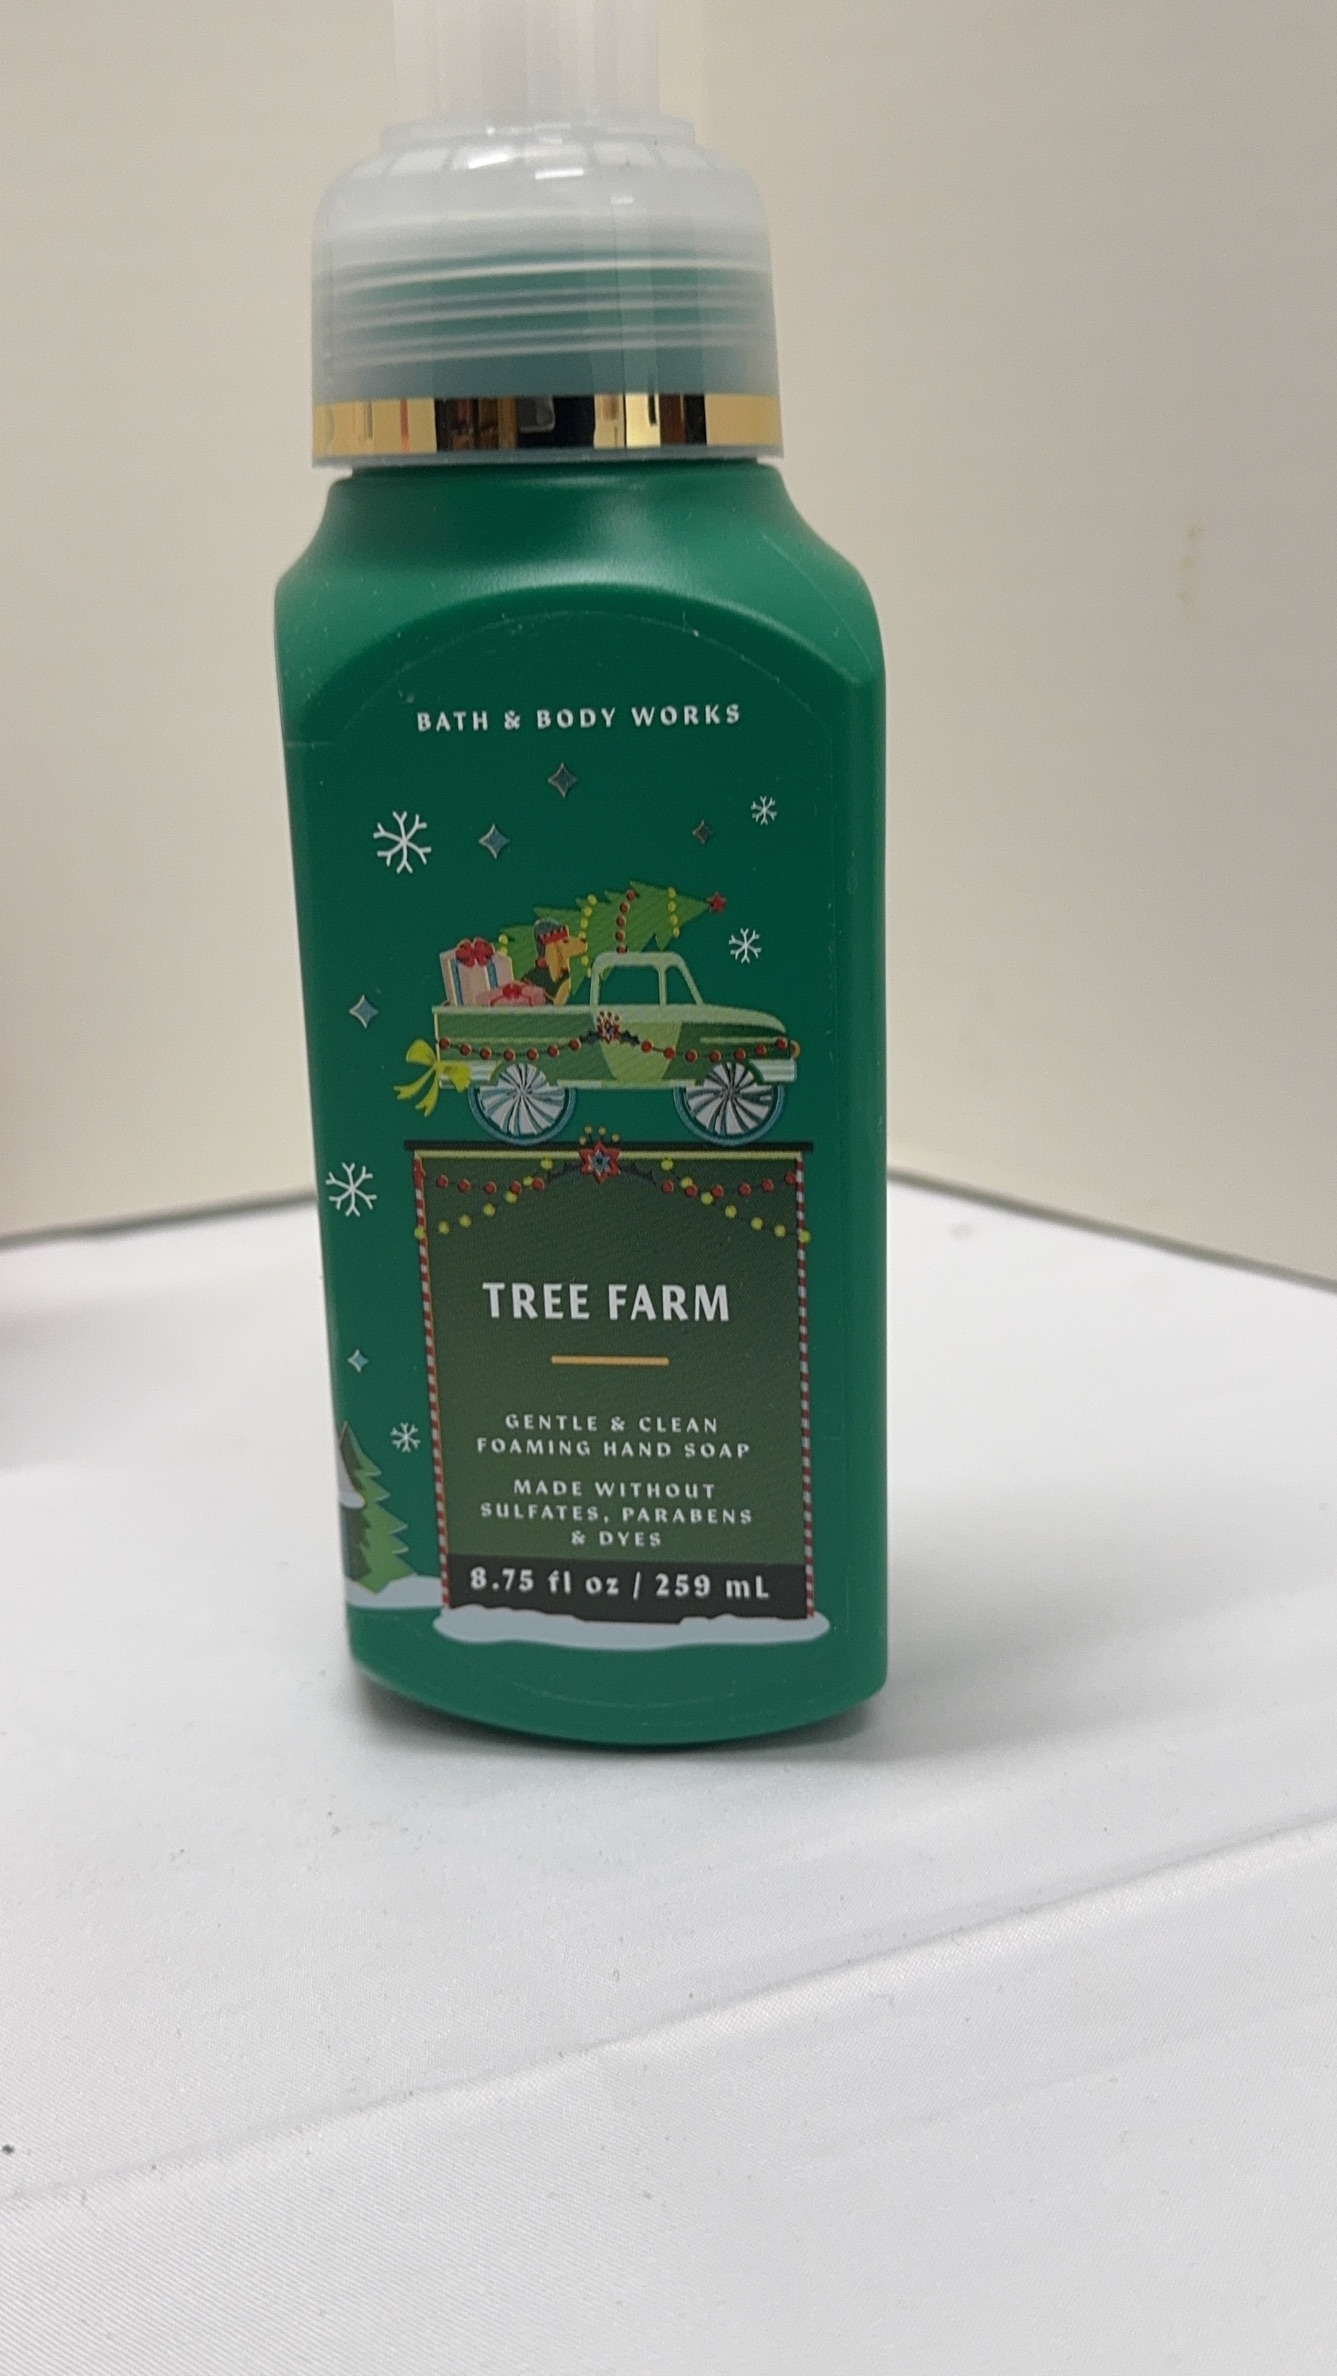 BATH & BODY WORKS
TREE FARM
GENTLE & CLEAN
FOAMING HAND SOAP
MADE WITHOUT
SULFATES, PARABENS
& DYES
8.75 fl oz / 259 mL